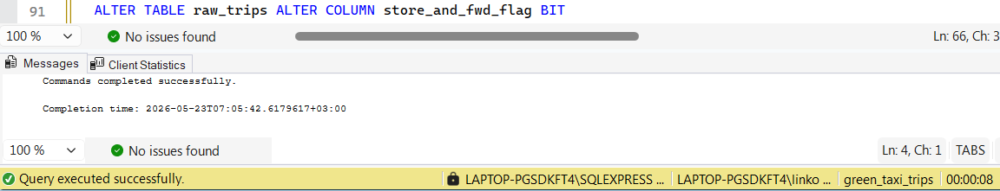 91 ALTER TABLE raw_trips ALTER COLUMN store_and_fwd_flag BIT
100 % No issues found Ln: 66, Ch: 3
Messages Client Statistics
Commands completed successfully.
Completion time: 2026-05-23T07:05:42.6179617+03:00
100 % No issues found Ln: 4, Ch: 1 TABS
Query executed successfully. LAPTOP-PGSDKFT4\SQLEXPRESS ... LAPTOP-PGSDKFT4\linko ... green_taxi_trips 00:00:08